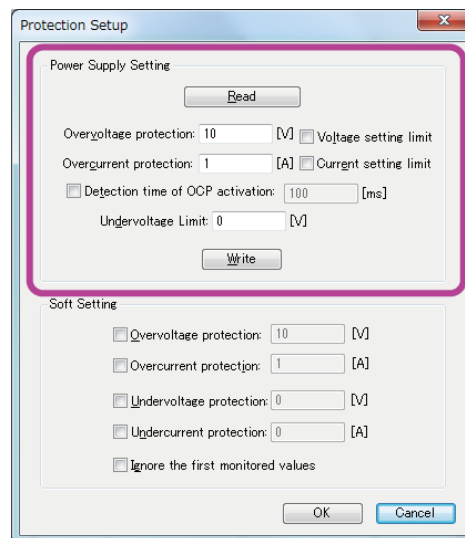 Protection Setup
Power Supply Setting
Read
Overvoltage protection: 10 [V] Voltage setting limit
Overcurrent protection: 1 [A] Current setting limit
Detection time of OCP activation: 100 [ms]
Undervoltage Limit: 0 [V]
Write
Soft Setting
Overvoltage protection: 10 [V]
Overcurrent protection: 1 [A]
Undervoltage protection: 0 [V]
Undercurrent protection: 0 [A]
Ignore the first monitored values
OK Cancel